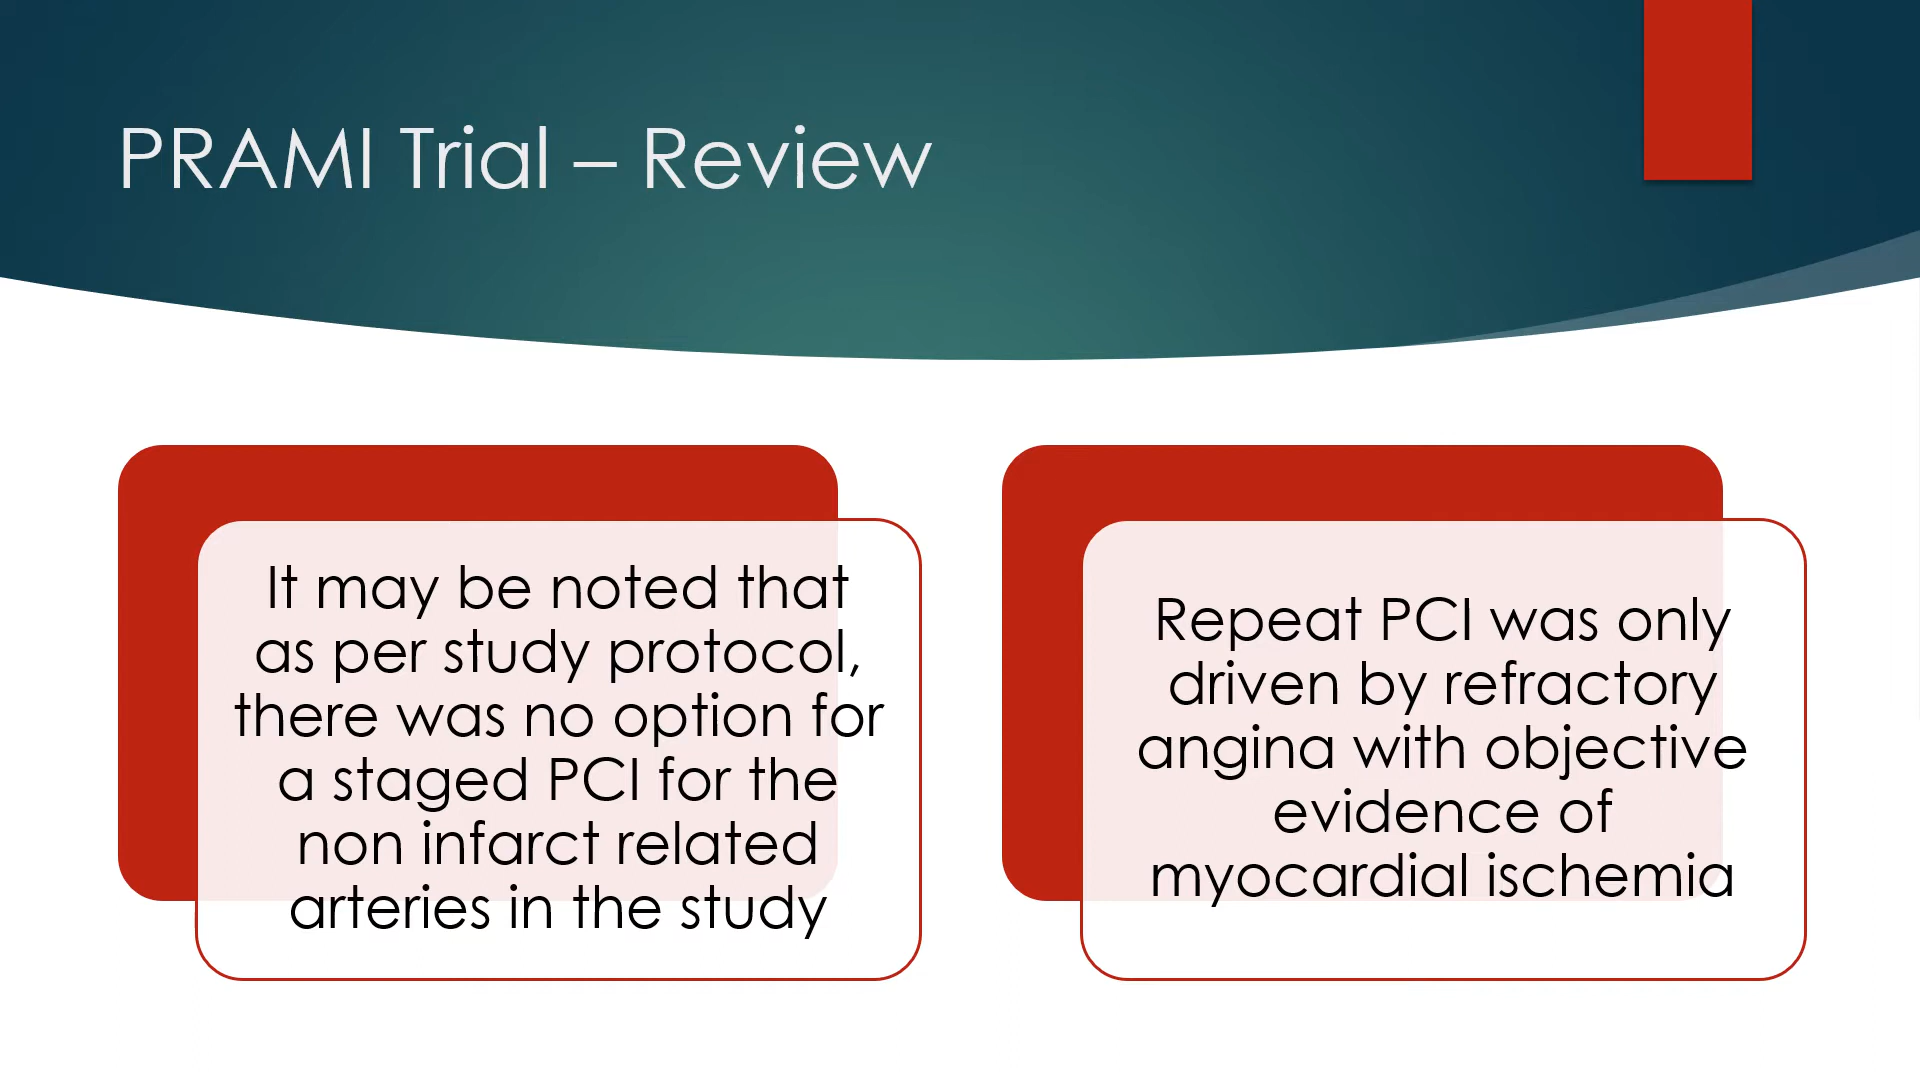 PRAMI Trial – Review
It may be noted that
as per study protocol,
there was no option for
a staged PCI for the
non infarct related
arteries in the study
Repeat PCI was only
driven by refractory
angina with objective
evidence of
myocardial ischemia